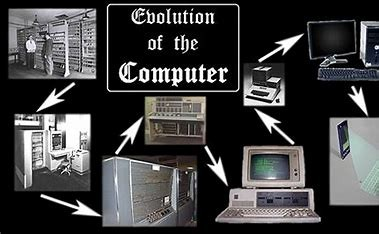 Evolution
of the
Computer